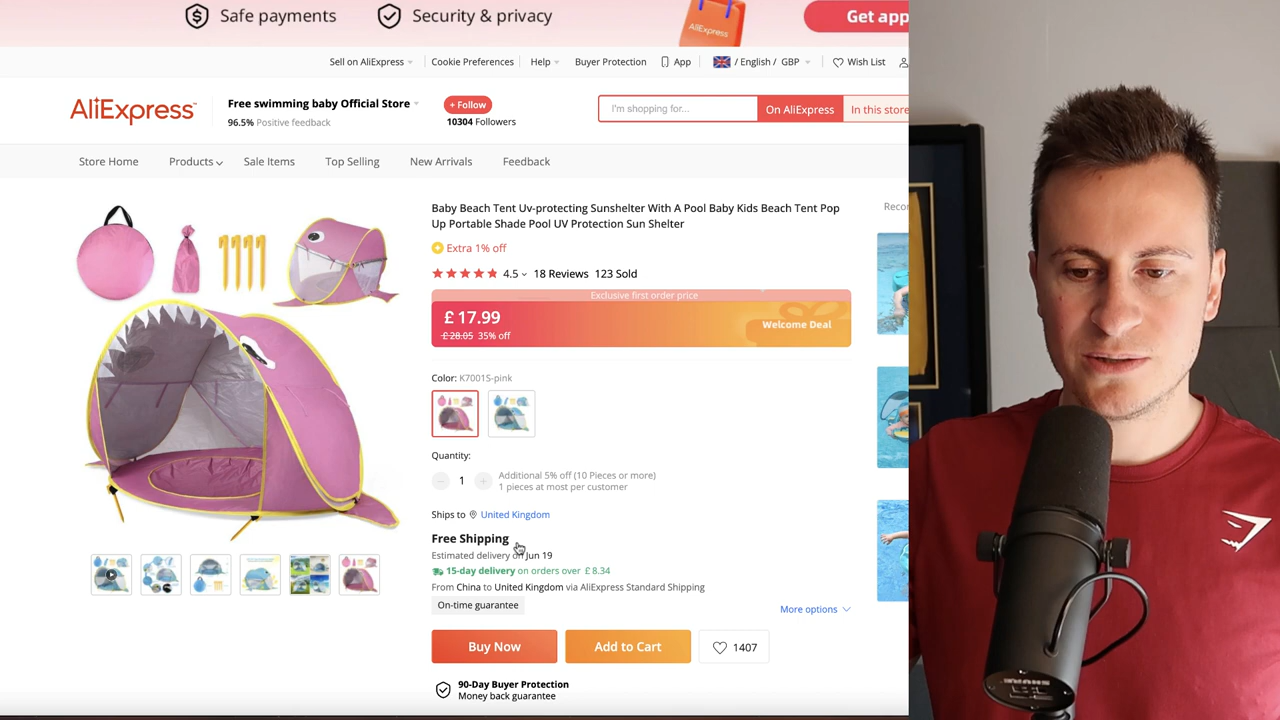 Safe payments
Security & privacy
AliExpress
Get app
Sell on AliExpress
Cookie Preferences
Help
Buyer Protection
App
/ English / GBP
Wish List
AliExpress
Free swimming baby Official Store
96.5% Positive feedback
+ Follow
10304 Followers
I'm shopping for...
On AliExpress
In this store
Store Home
Products
Sale Items
Top Selling
New Arrivals
Feedback
Baby Beach Tent Uv-protecting Sunshelter With A Pool Baby Kids Beach Tent Pop
Up Portable Shade Pool UV Protection Sun Shelter
Extra 1% off
4.5
18 Reviews
123 Sold
Exclusive first order price
£ 17.99
£ 28.05 35% off
Welcome Deal
Color: K7001S-pink
Quantity:
1
Additional 5% off (10 Pieces or more)
1 pieces at most per customer
Ships to United Kingdom
Free Shipping
Estimated delivery on Jun 19
15-day delivery on orders over £ 8.34
From China to United Kingdom via AliExpress Standard Shipping
On-time guarantee
More options
Buy Now
Add to Cart
1407
90-Day Buyer Protection
Money back guarantee